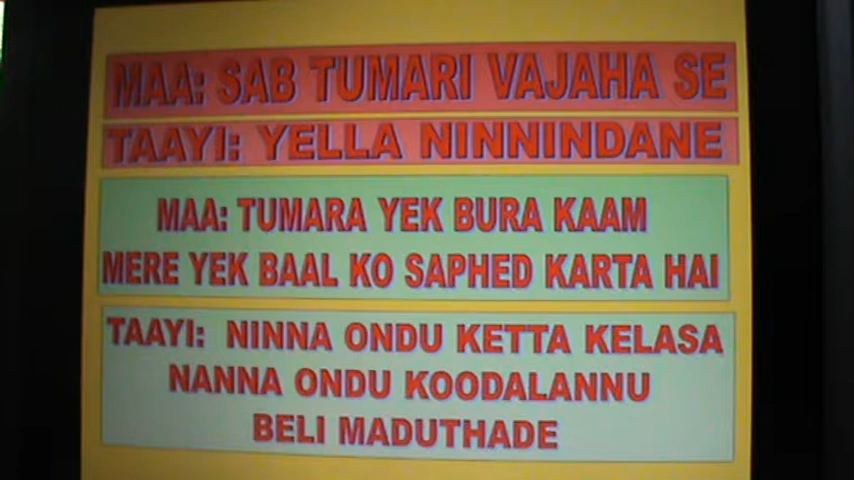 MAA: SAB TUMARI VAJAHA SE
TAAYI: YELLA NINNINDANE
MAA: TUMARA YEK BURA KAAM
MERE YEK BAAL KO SAPHED KARTA HAI
TAAYI: NINNA ONDU KETTA KELASA
NANNA ONDU KOODALANNU
BELI MADUTHADE